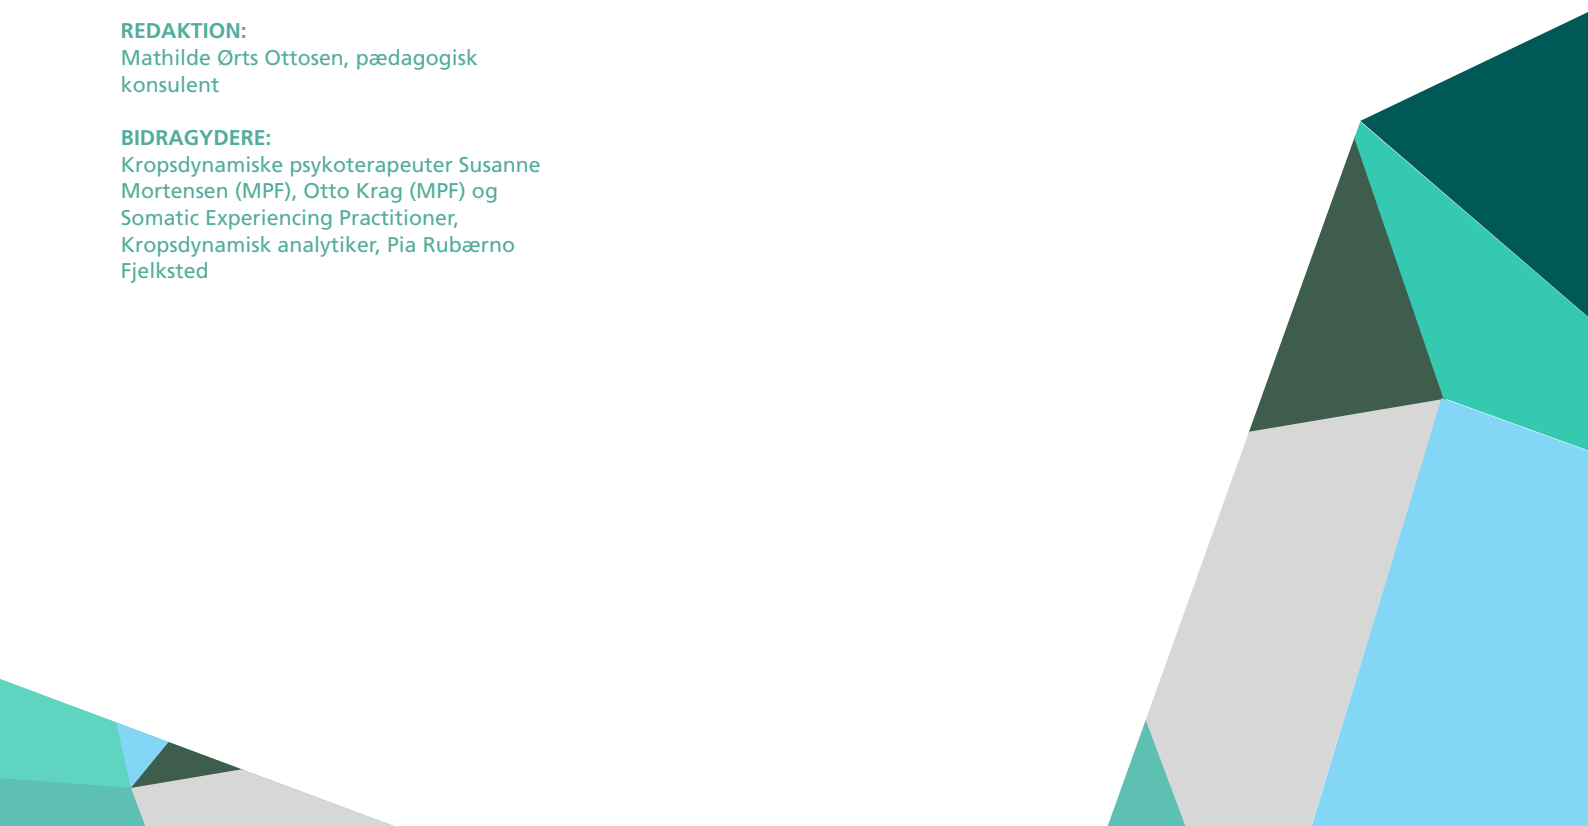 REDAKTION:
Mathilde Ørts Ottosen, pædagogisk
konsulent
BIDRAGYDERE:
Kropsdynamiske psykoterapeuter Susanne
Mortensen (MPF), Otto Krag (MPF) og
Somatic Experiencing Practitioner,
Kropsdynamisk analytiker, Pia Rubærno
Fjelksted